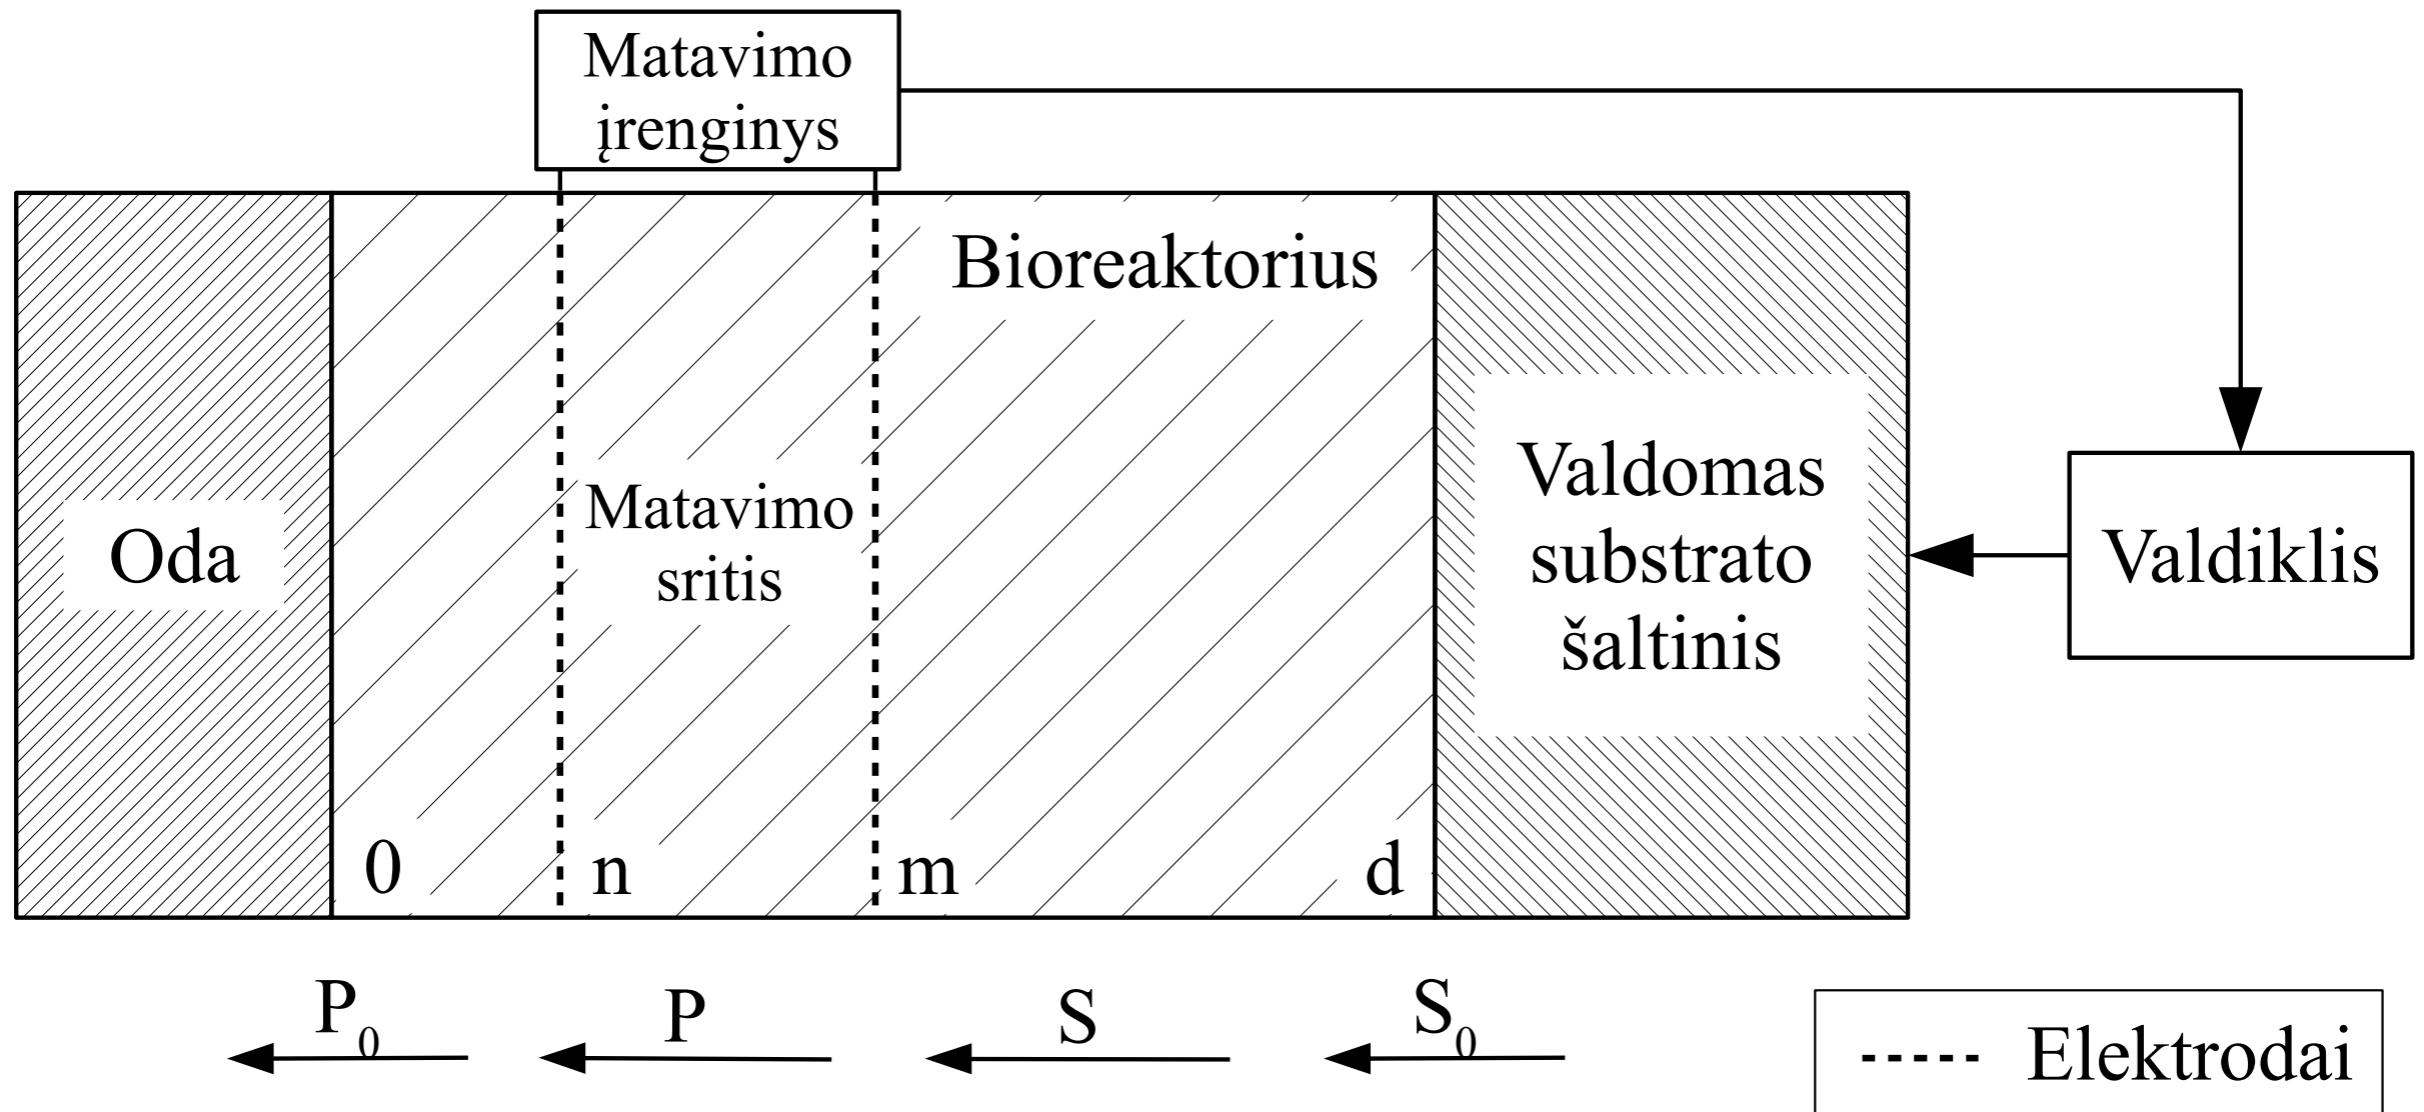 Matavimo
įrenginys
Bioreaktorius
Oda
Matavimo
sritis
Valdomas
substrato
šaltinis
Valdiklis
0
n
m
d
P₀
P
S
S₀
Elektrodai